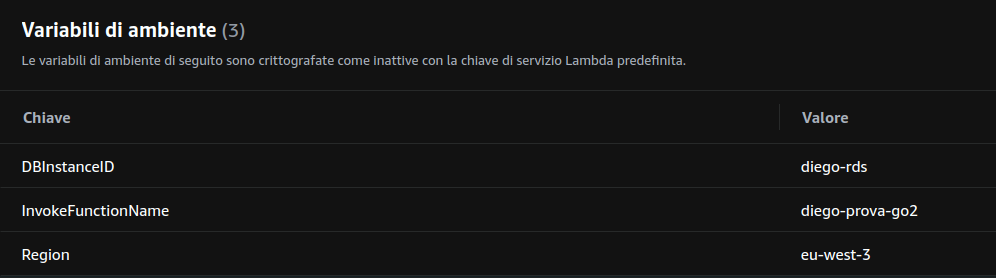 Variabili di ambiente (3)
Le variabili di ambiente di seguito sono crittografate come inattive con la chiave di servizio Lambda predefinita.
Chiave Valore
DBInstanceID diego-rds
InvokeFunctionName diego-prova-go2
Region eu-west-3